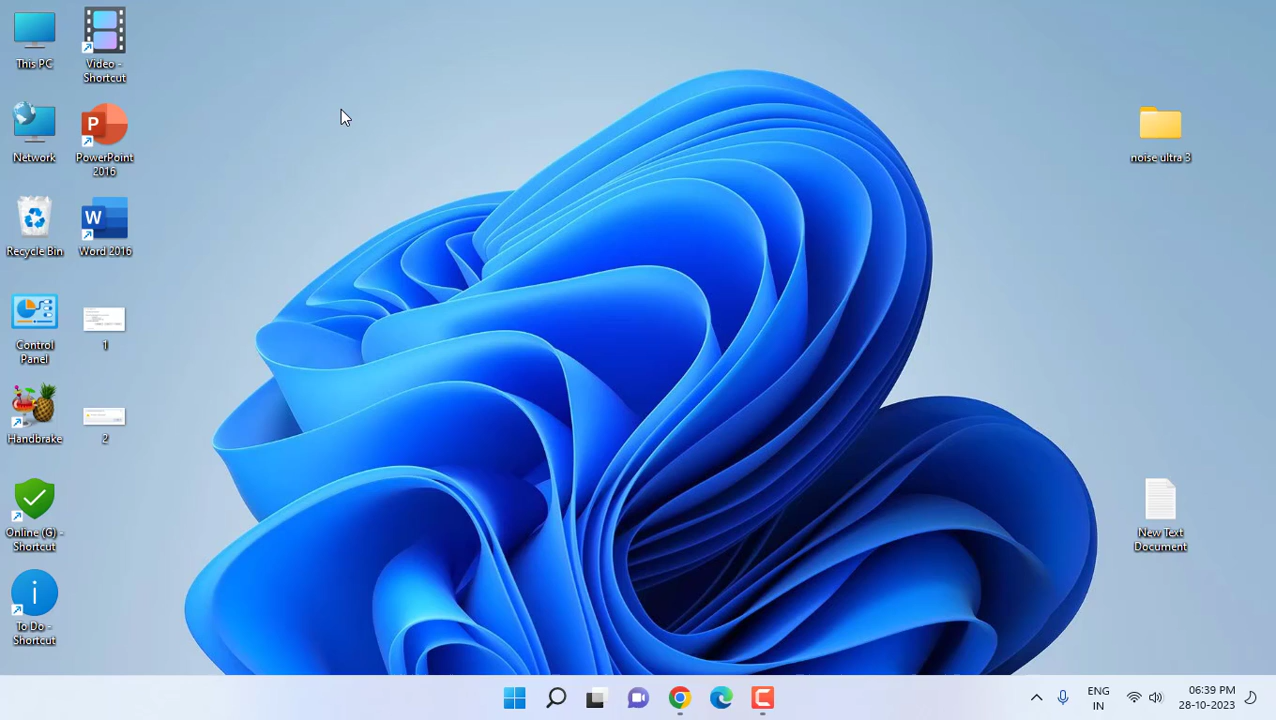 This PC
Video -
Shortcut
Network
PowerPoint
2016
Recycle Bin
Word 2016
Control
Panel
1
Handbrake
2
Online (G) -
Shortcut
To Do -
Shortcut
noise ultra 3
New Text
Document
ENG
IN
06:39 PM
28-10-2023